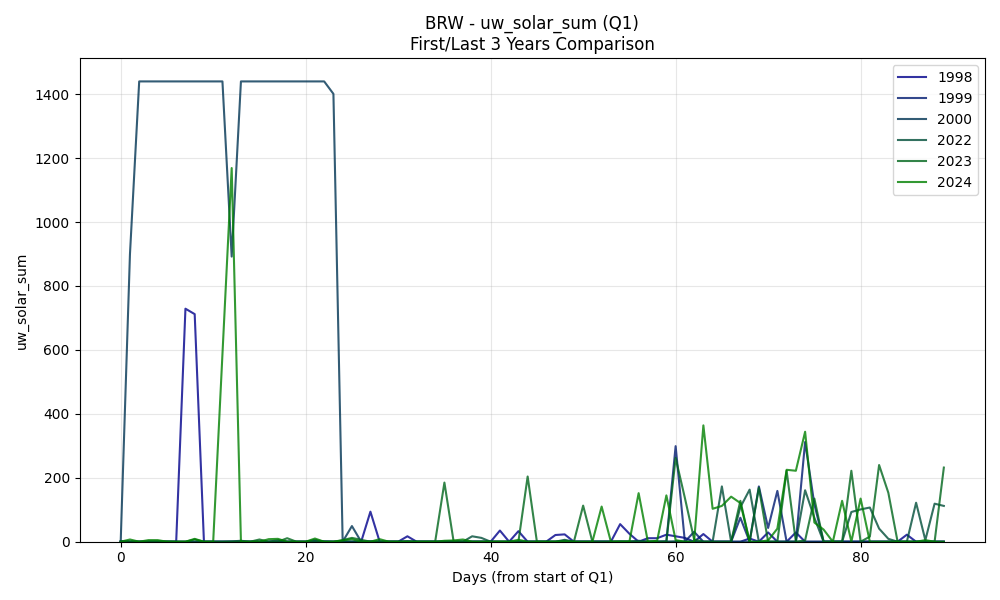 BRW - uw_solar_sum (Q1)
First/Last 3 Years Comparison
uw_solar_sum
1400
1200
1000
800
600
400
200
0
0 20 40 60 80
Days (from start of Q1)
1998
1999
2000
2022
2023
2024